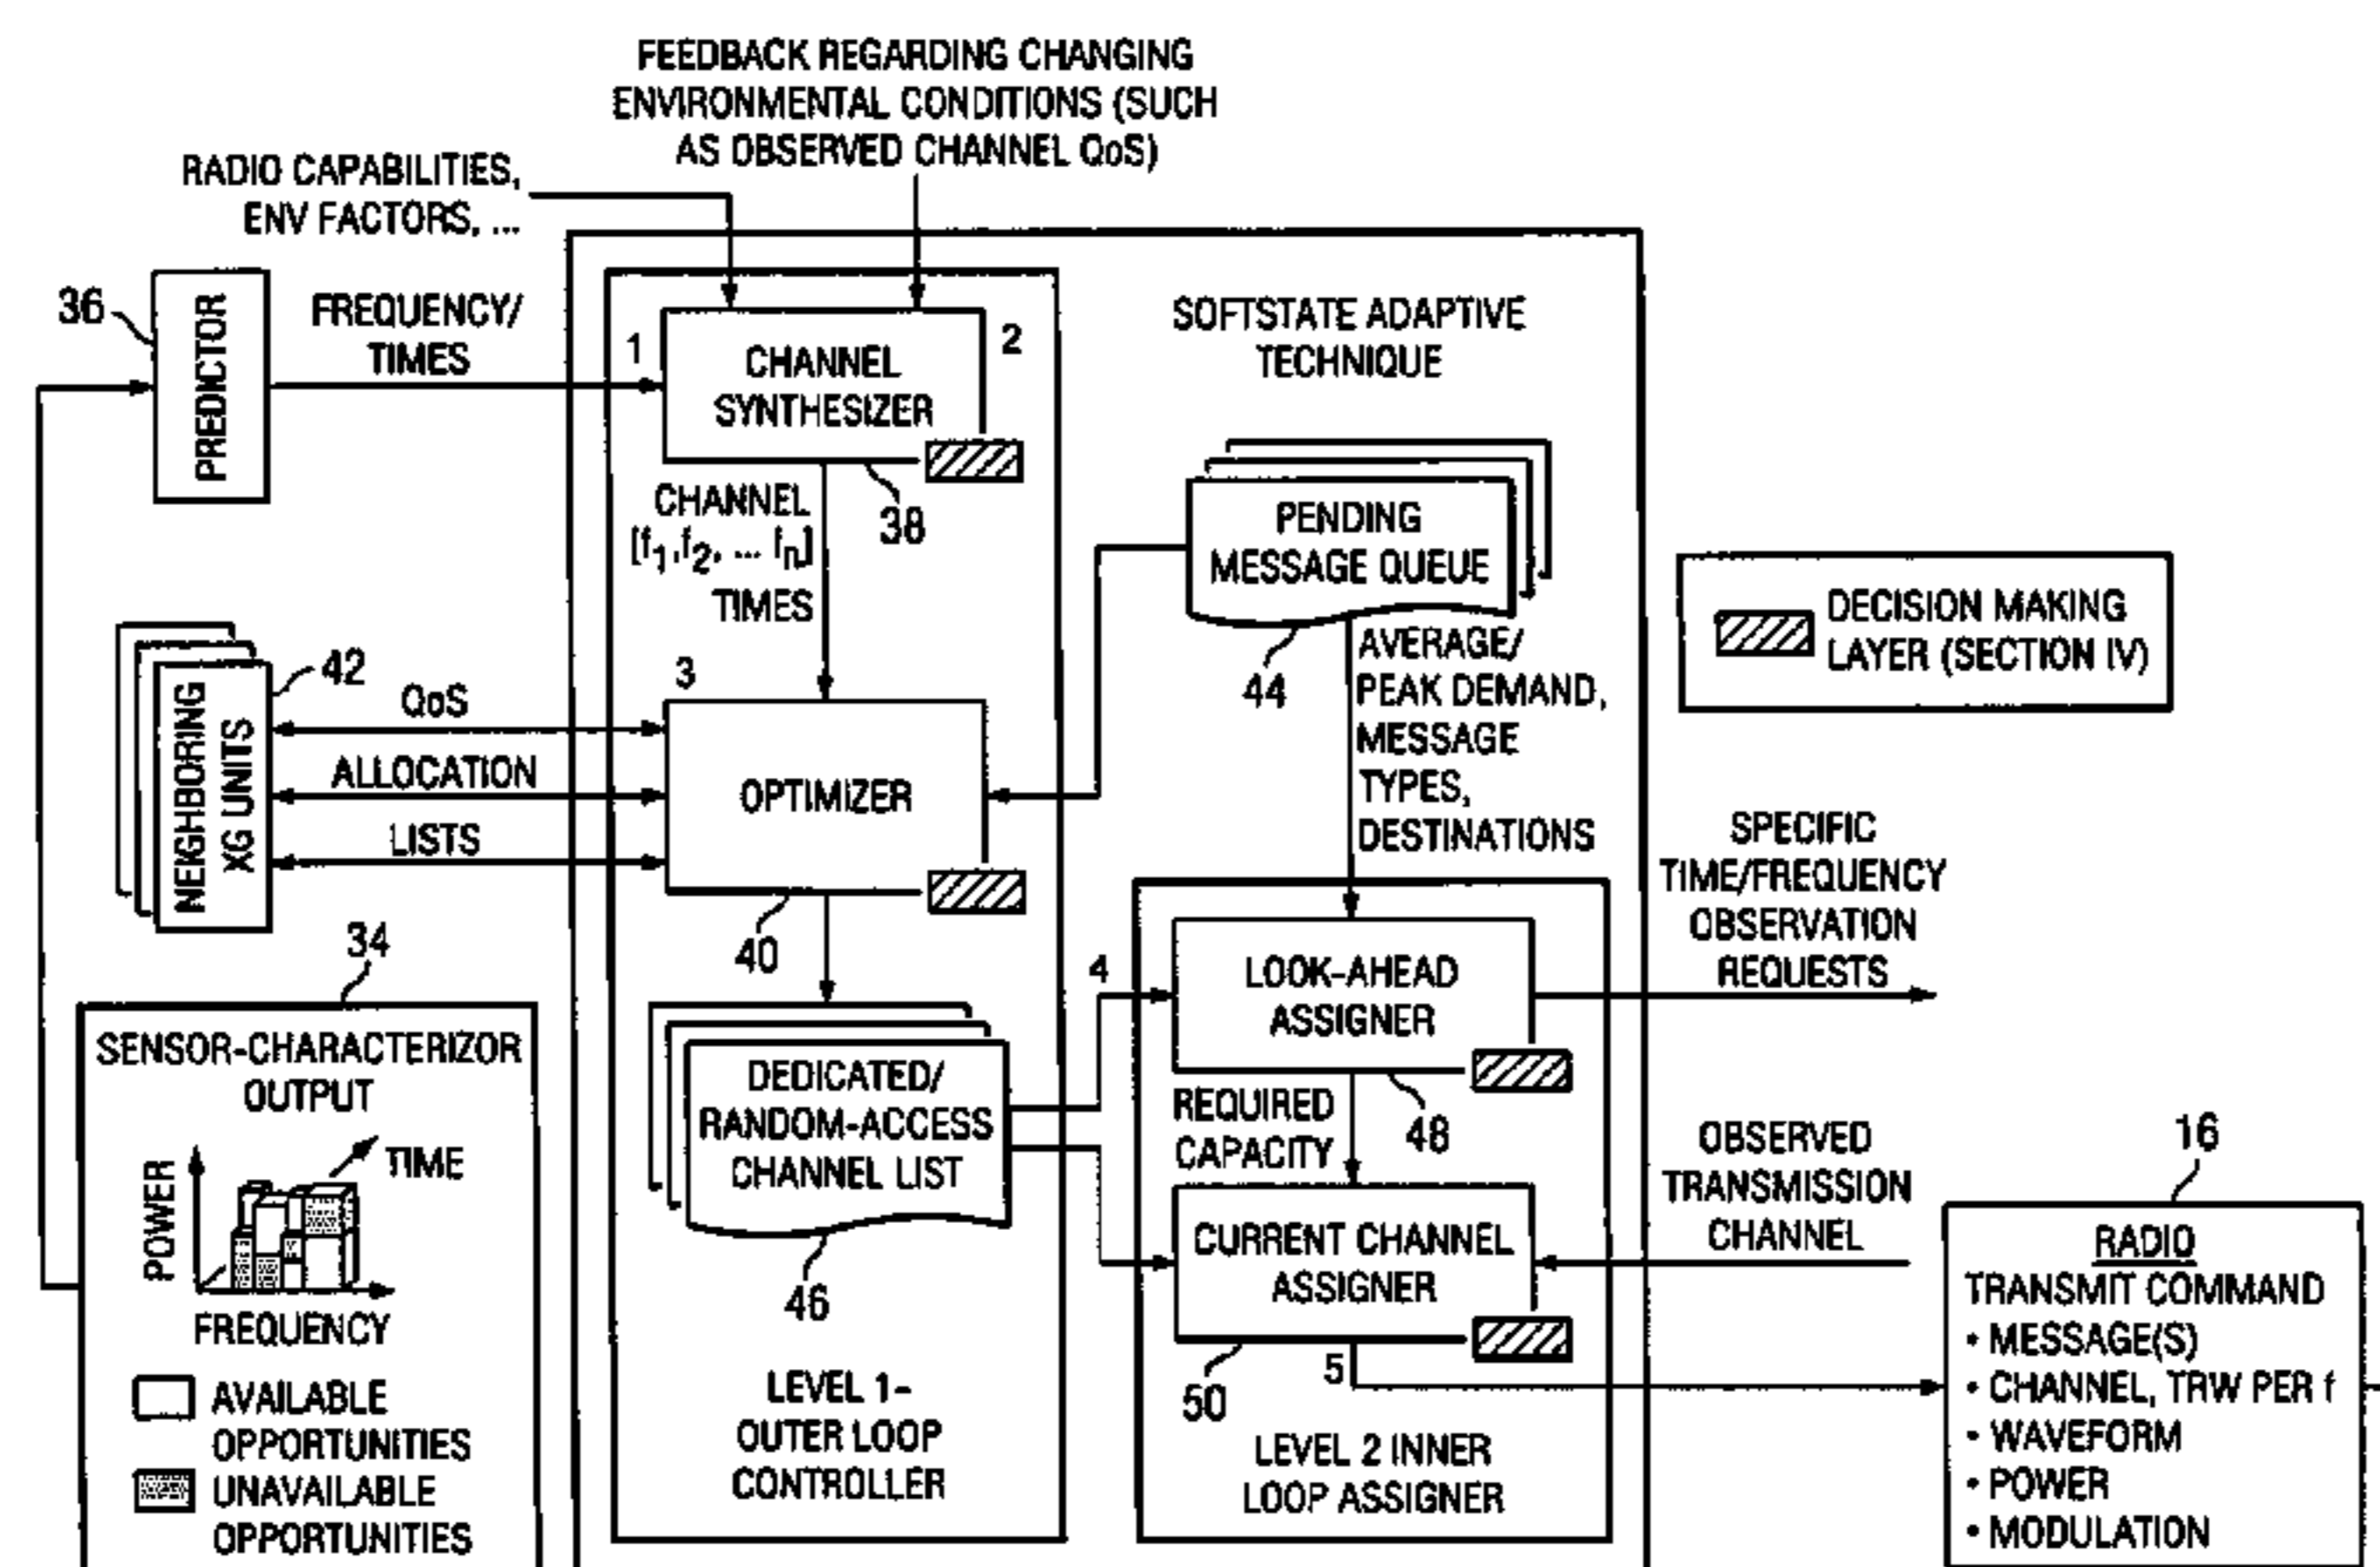 FEEDBACK REGARDING CHANGING
ENVIRONMENTAL CONDITIONS (SUCH
AS OBSERVED CHANNEL QoS)
RADIO CAPABILITIES,
ENV FACTORS, ...
36
PREDICTOR
FREQUENCY/
TIMES
1
CHANNEL
SYNTHESIZER
2
38
SOFTSTATE ADAPTIVE
TECHNIQUE
CHANNEL
[f1,f2, ... fn]
TIMES
PENDING
MESSAGE QUEUE
44
AVERAGE/
PEAK DEMAND,
MESSAGE
TYPES,
DESTINATIONS
DECISION MAKING
LAYER (SECTION IV)
42
NEIGHBORING
XG UNITS
QoS
ALLOCATION
LISTS
3
OPTIMIZER
40
34
SENSOR-CHARACTERIZOR
OUTPUT
POWER
TIME
FREQUENCY
AVAILABLE
OPPORTUNITIES
UNAVAILABLE
OPPORTUNITIES
DEDICATED/
RANDOM-ACCESS
CHANNEL LIST
46
LEVEL 1-
OUTER LOOP
CONTROLLER
4
LOOK-AHEAD
ASSIGNER
48
REQUIRED
CAPACITY
CURRENT CHANNEL
ASSIGNER
50
5
LEVEL 2 INNER
LOOP ASSIGNER
SPECIFIC
TIME/FREQUENCY
OBSERVATION
REQUESTS
OBSERVED
TRANSMISSION
CHANNEL
16
RADIO
TRANSMIT COMMAND
• MESSAGE(S)
• CHANNEL, TRW PER f
• WAVEFORM
• POWER
• MODULATION